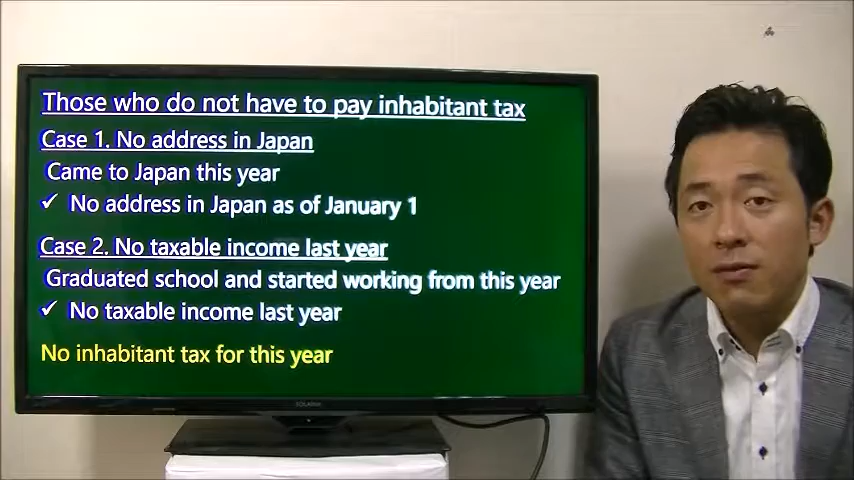 Those who do not have to pay inhabitant tax
Case 1. No address in Japan
Came to Japan this year
✓ No address in Japan as of January 1
Case 2. No taxable income last year
Graduated school and started working from this year
✓ No taxable income last year
No inhabitant tax for this year